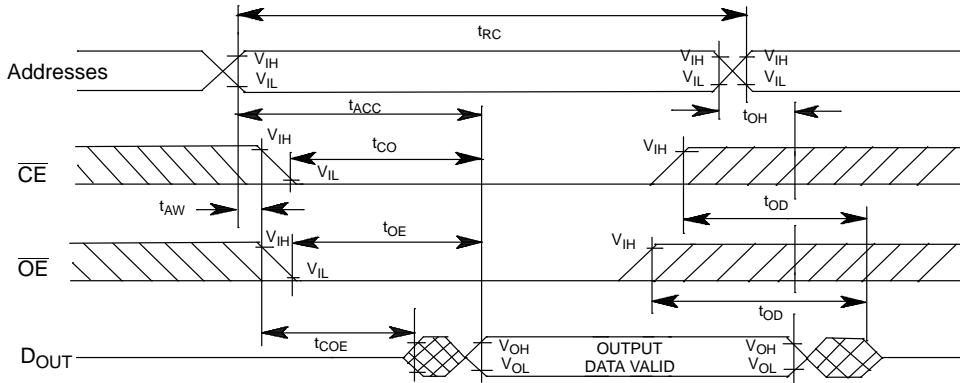 tRC
Addresses
VIH VIH VIH
VIL VIL VIL
tACC
tOH
VIH
tCO
VIH
CE
VIL
tAW
tOD
VIH
tOE
VIH
OE
VIL
tOD
tCOE
DOUT
VOH OUTPUT VOH
VOL DATA VALID VOL